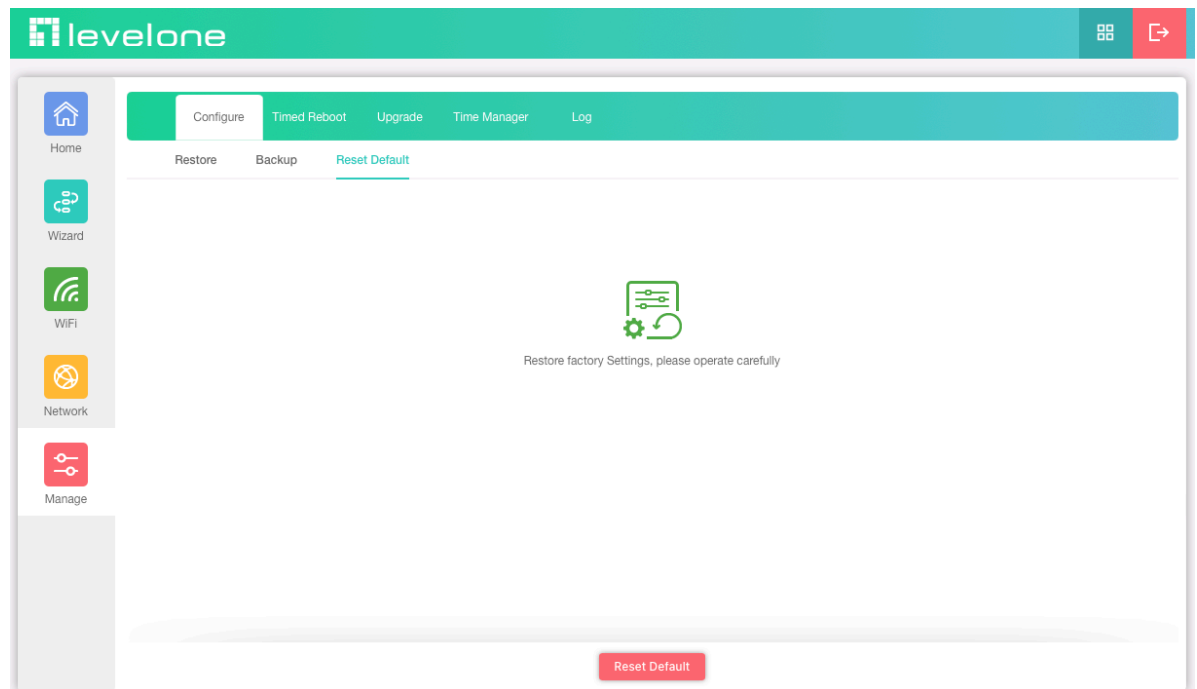 levelone
Configure Timed Reboot Upgrade Time Manager Log
Restore Backup Reset Default
Home
Wizard
WiFi
Network
Manage
Restore factory Settings, please operate carefully
Reset Default